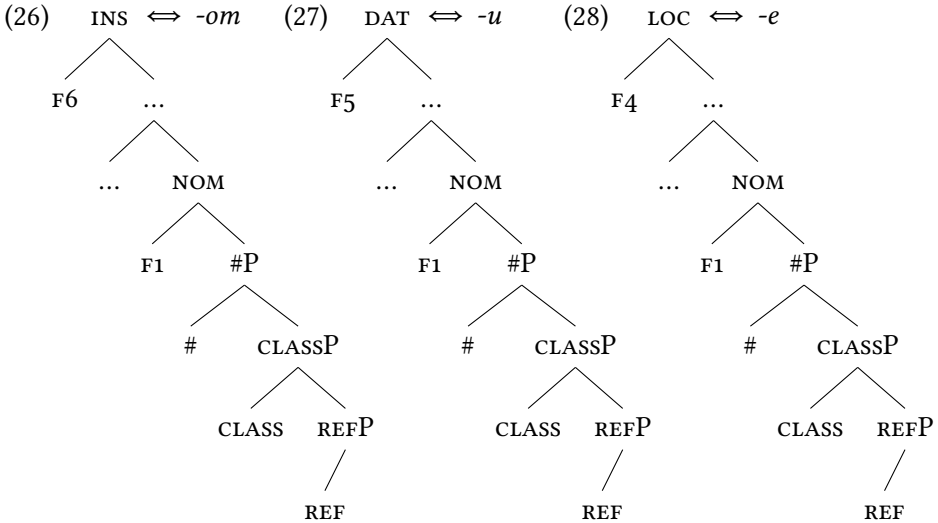 (26) INS ⇔ -om (27) DAT ⇔ -u (28) LOC ⇔ -e
F6 … F5 … F4 …
… NOM … NOM … NOM
F1 #P F1 #P F1 #P
# CLASSP # CLASSP # CLASSP
CLASS REFP CLASS REFP CLASS REFP
REF REF REF